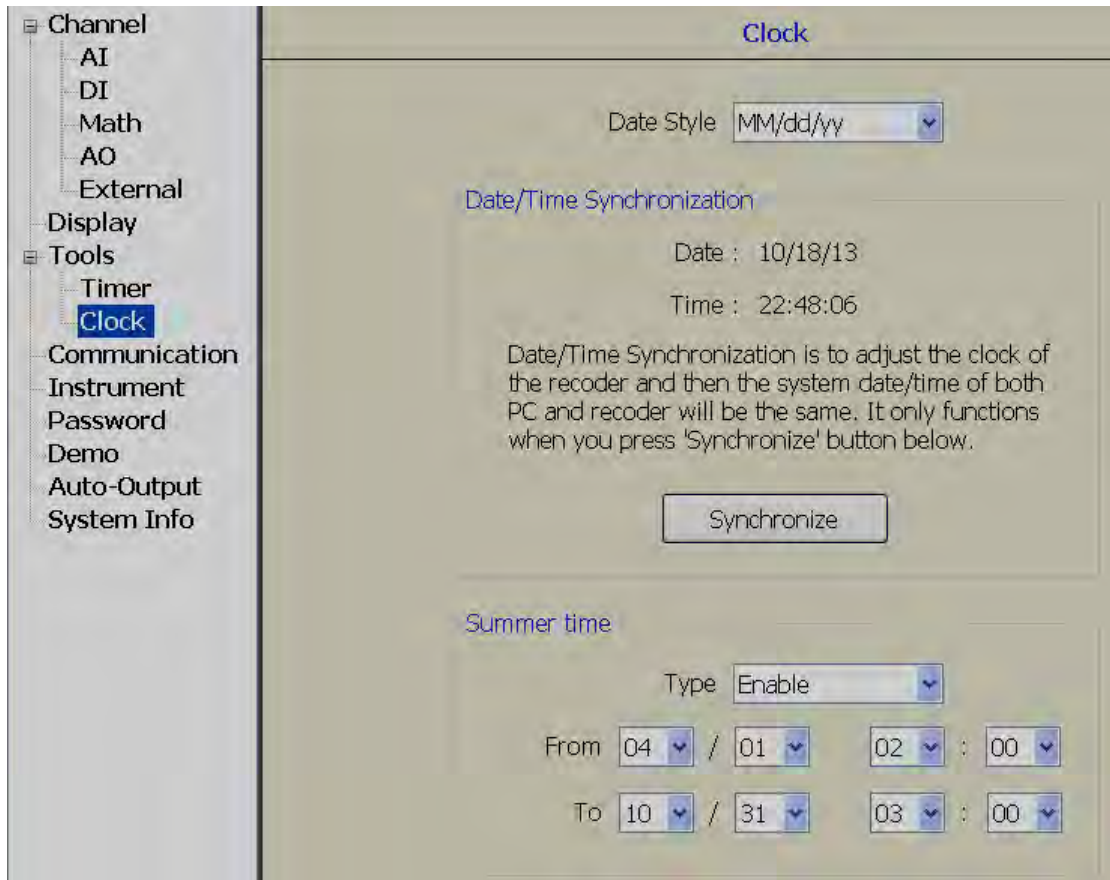 Channel
AI
DI
Math
AO
External
Display
Tools
Timer
Clock
Communication
Instrument
Password
Demo
Auto-Output
System Info
Clock
Date Style MM/dd/yy
Date/Time Synchronization
Date : 10/18/13
Time : 22:48:06
Date/Time Synchronization is to adjust the clock of
the recoder and then the system date/time of both
PC and recoder will be the same. It only functions
when you press 'Synchronize' button below.
Synchronize
Summer time
Type Enable
From 04 / 01 02 : 00
To 10 / 31 03 : 00